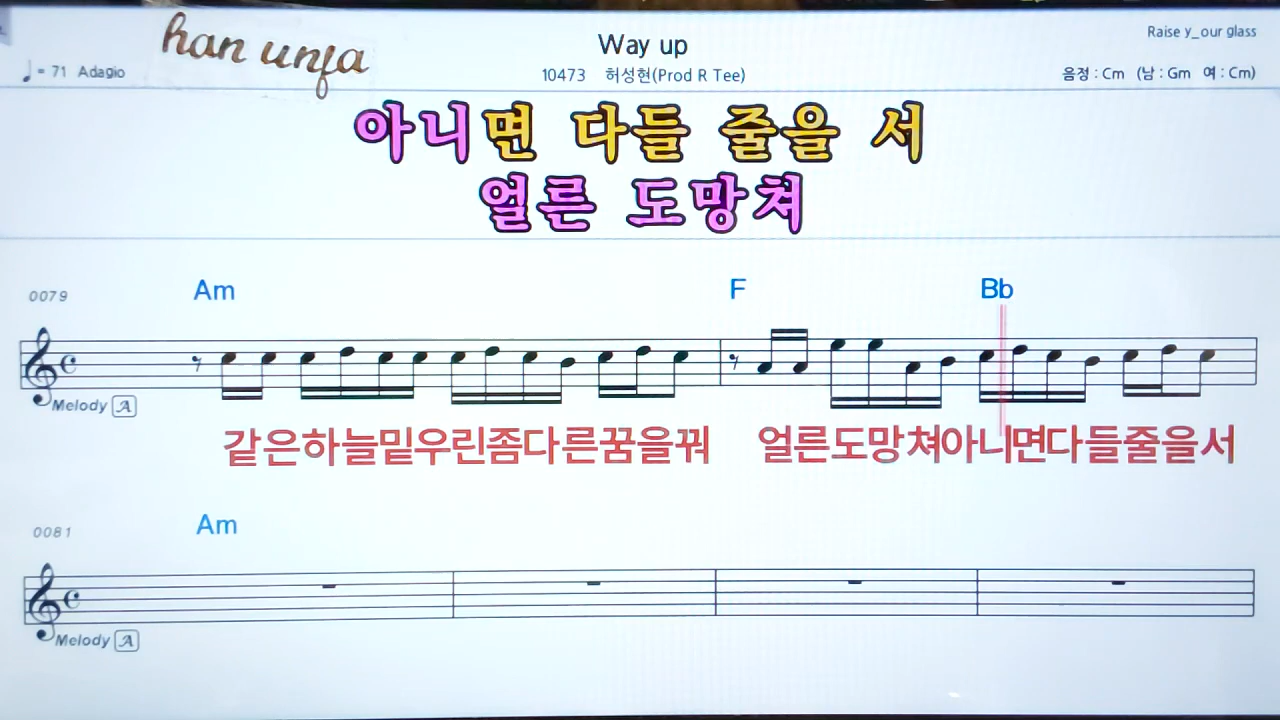 han unfa
Way up
Raise y_our glass
♩ = 71 Adagio
10473 허성현(Prod R Tee)
음정 : Cm (남 : Gm 여 : Cm)
아니면 다들 줄을 서
얼른 도망쳐
0079
Am F Bb
Melody A
같은하늘밑우린좀다른꿈을꿔 얼른도망쳐아니면다들줄을서
0081
Am
Melody A